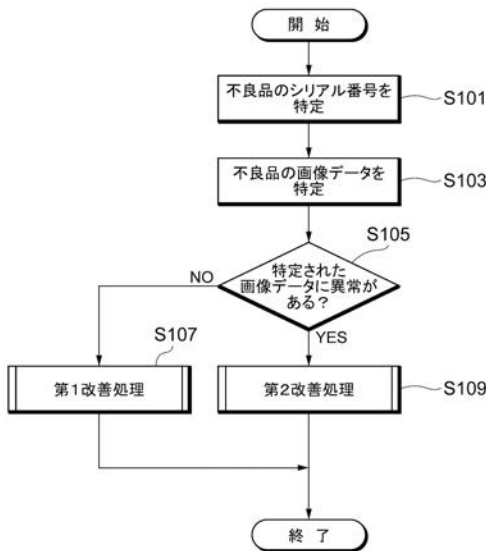 開 始
不良品のシリアル番号を
特定
S101
不良品の画像データを
特定
S103
S105
特定された
画像データに異常が
ある？
NO
YES
S107
第1改善処理
第2改善処理
S109
終 了